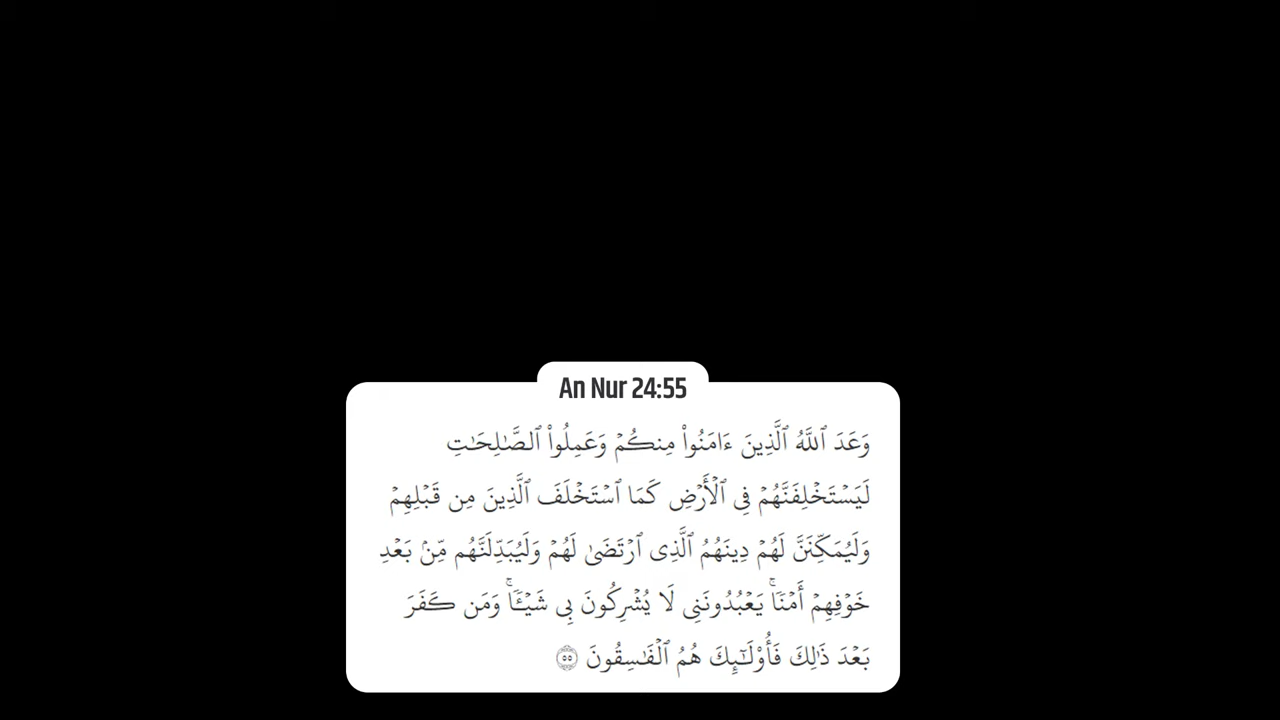 An Nur 24:55
وَعَدَ ٱللَّهُ ٱلَّذِينَ ءَامَنُوا۟ مِنكُمْ وَعَمِلُوا۟ ٱلصَّـٰلِحَـٰتِ
لَيَسْتَخْلِفَنَّهُمْ فِى ٱلْأَرْضِ كَمَا ٱسْتَخْلَفَ ٱلَّذِينَ مِن قَبْلِهِمْ
وَلَيُمَكِّنَنَّ لَهُمْ دِينَهُمُ ٱلَّذِى ٱرْتَضَىٰ لَهُمْ وَلَيُبَدِّلَنَّهُم مِّنۢ بَعْدِ
خَوْفِهِمْ أَمْنًا ۚ يَعْبُدُونَنِى لَا يُشْرِكُونَ بِى شَيْـًٔا ۚ وَمَن كَفَرَ
بَعْدَ ذَٰلِكَ فَأُو۟لَـٰٓئِكَ هُمُ ٱلْفَـٰسِقُونَ ۝٥٥